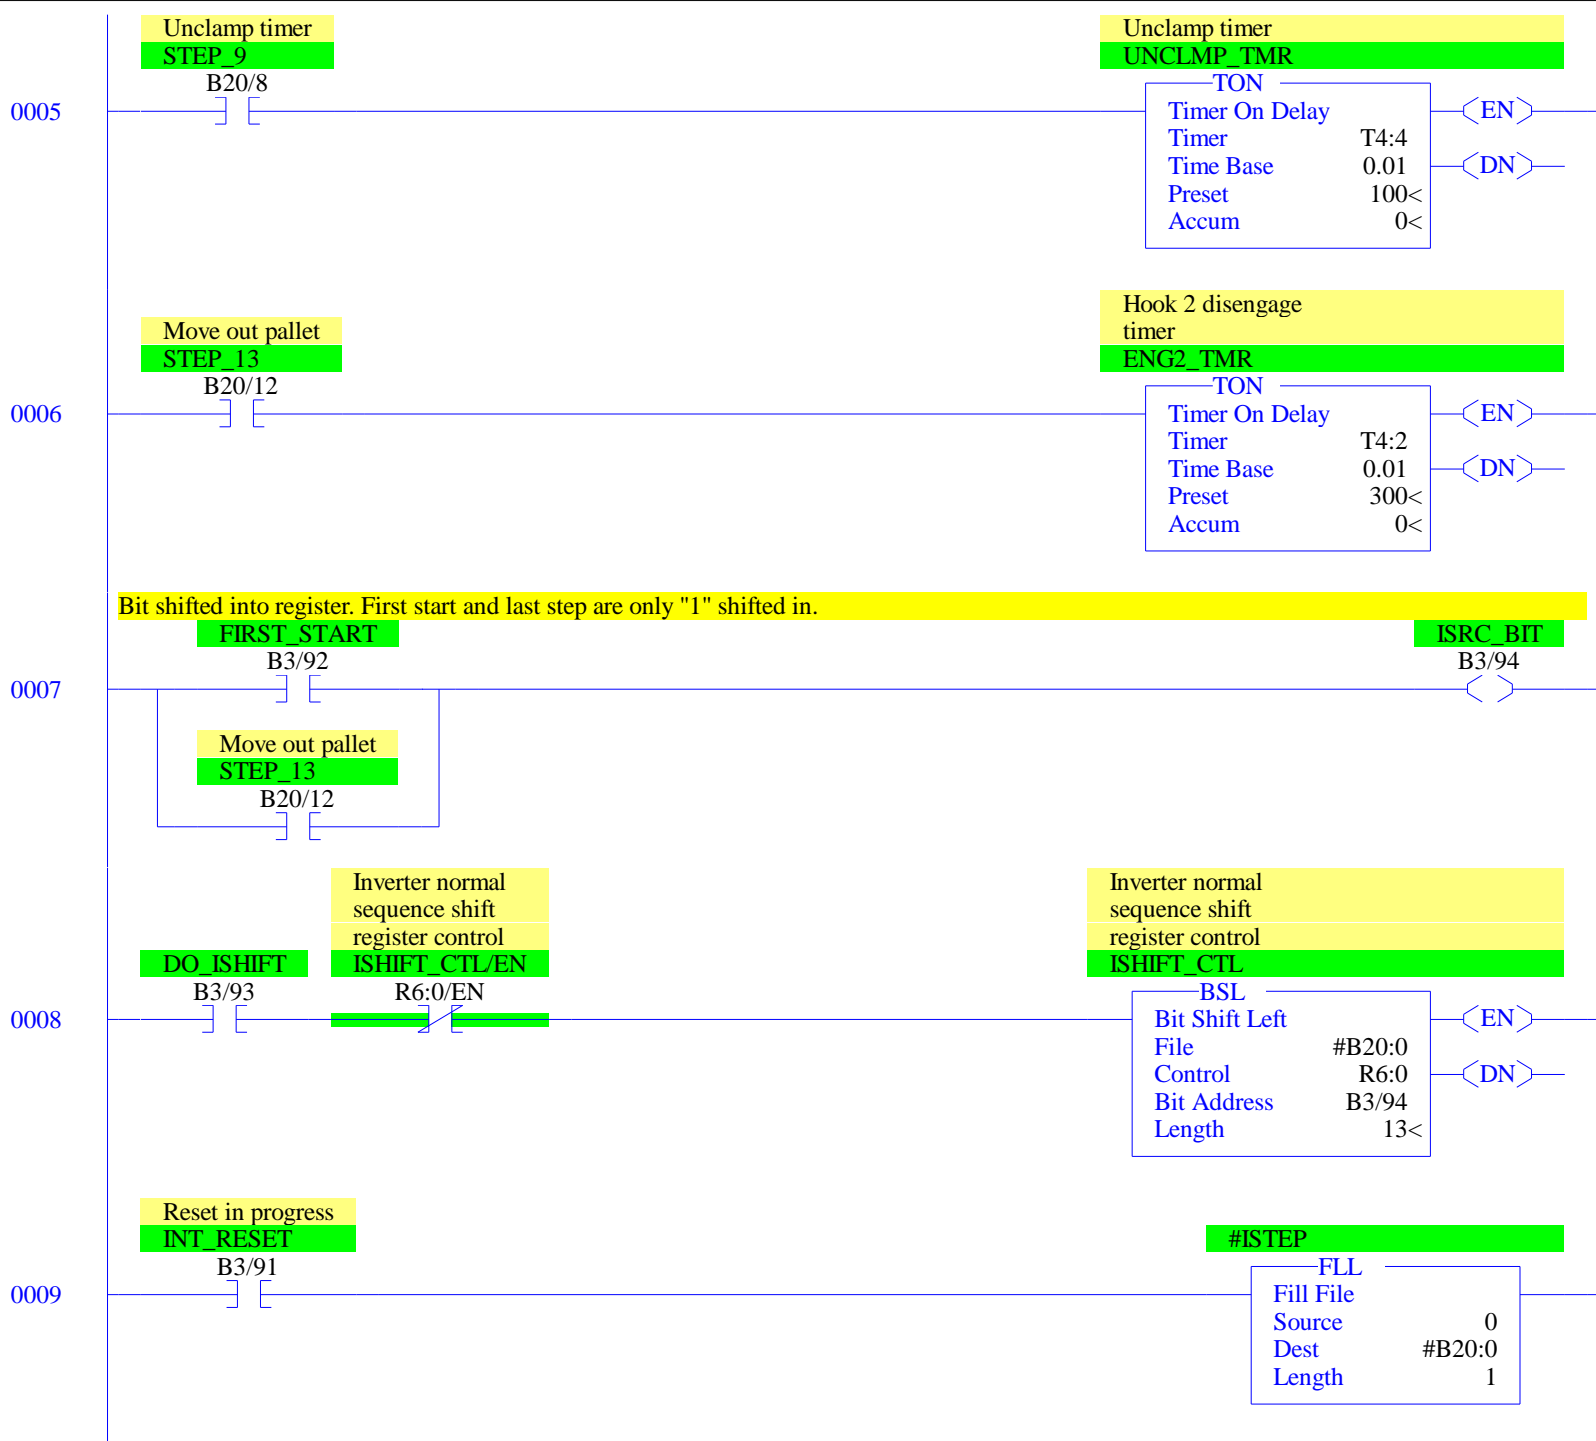 Unclamp timer
STEP_9
B20/8
0005
Unclamp timer
UNCLMP_TMR
TON
Timer On Delay
Timer T4:4
Time Base 0.01
Preset 100<
Accum 0<
EN
DN
Move out pallet
STEP_13
B20/12
0006
Hook 2 disengage
timer
ENG2_TMR
TON
Timer On Delay
Timer T4:2
Time Base 0.01
Preset 300<
Accum 0<
EN
DN
Bit shifted into register. First start and last step are only "1" shifted in.
FIRST_START
B3/92
0007
ISRC_BIT
B3/94
Move out pallet
STEP_13
B20/12
DO_ISHIFT
B3/93
0008
Inverter normal
sequence shift
register control
ISHIFT_CTL/EN
R6:0/EN
Inverter normal
sequence shift
register control
ISHIFT_CTL
BSL
Bit Shift Left
File #B20:0
Control R6:0
Bit Address B3/94
Length 13<
EN
DN
Reset in progress
INT_RESET
B3/91
0009
#ISTEP
FLL
Fill File
Source 0
Dest #B20:0
Length 1